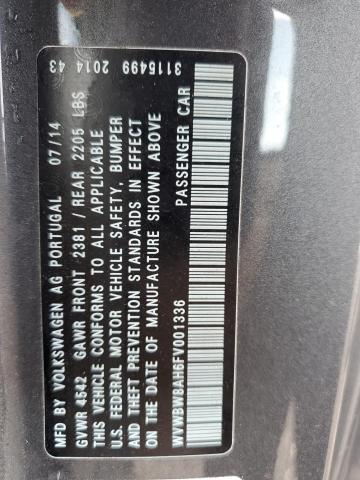 3115499 2014 43
MFD BY VOLKSWAGEN AG PORTUGAL 07/14
GVWR 4542 GAWR FRONT 2381 / REAR 2205 LBS
THIS VEHICLE CONFORMS TO ALL APPLICABLE
U.S. FEDERAL MOTOR VEHICLE SAFETY, BUMPER
AND THEFT PREVENTION STANDARDS IN EFFECT
ON THE DATE OF MANUFACTURE SHOWN ABOVE
PASSENGER CAR
WVWBW8AH6FV001336